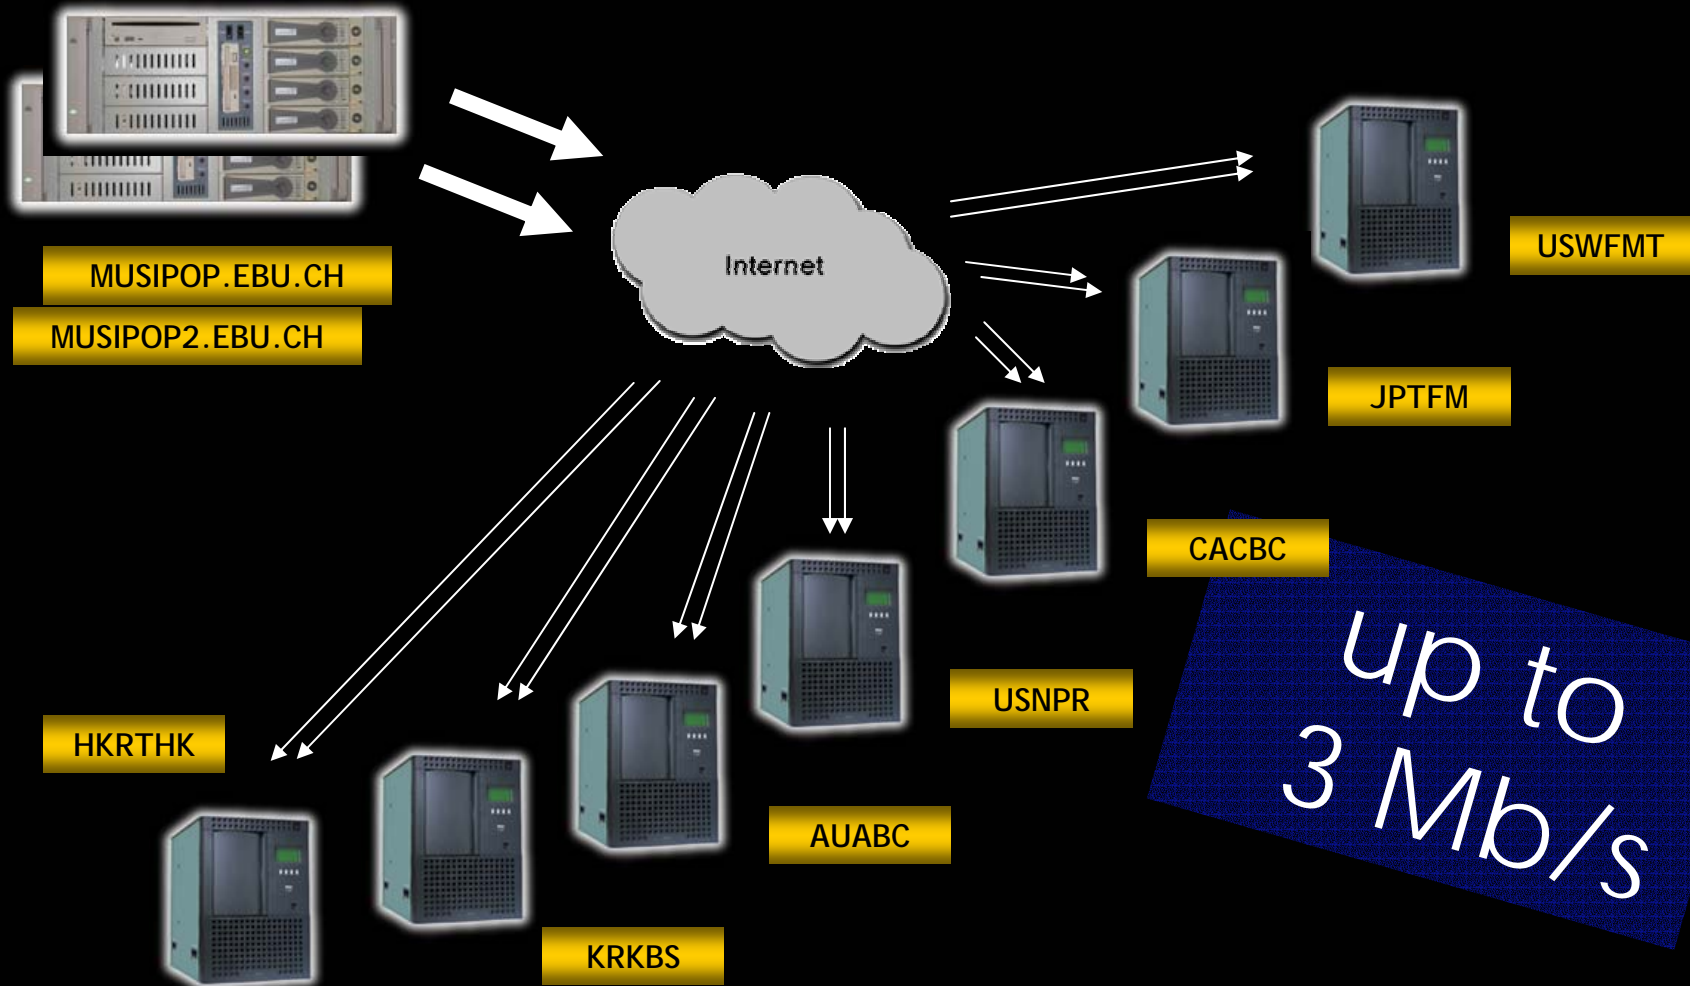 MUSIPOP.EBU.CH
MUSIPOP2.EBU.CH
Internet
USWFMT
JPTFM
CACBC
USNPR
AUABC
KRKBS
HKRTHK
up to
3 Mb/s